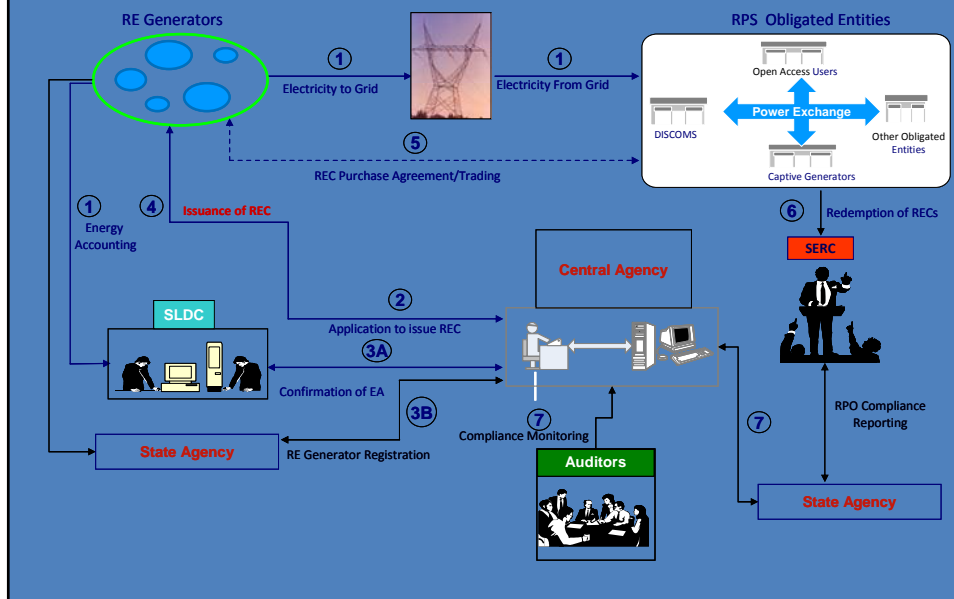 RE Generators
RPS Obligated Entities
1
Electricity to Grid
1
Electricity From Grid
Open Access Users
Power Exchange
DISCOMS
Other Obligated
Entities
Captive Generators
5
REC Purchase Agreement/Trading
1
Energy
Accounting
4
Issuance of REC
6
Redemption of RECs
SERC
Central Agency
2
Application to issue REC
SLDC
3A
Confirmation of EA
3B
RE Generator Registration
State Agency
7
Compliance Monitoring
Auditors
7
RPO Compliance
Reporting
State Agency